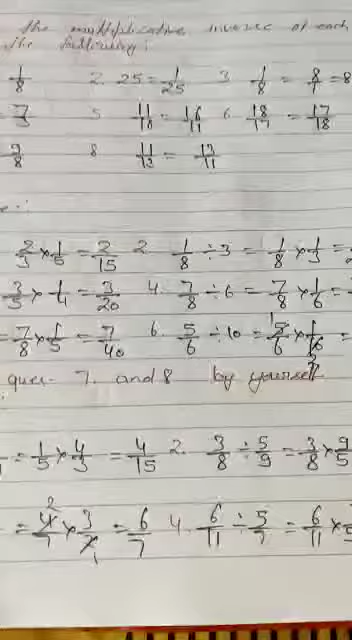 the multiplicative inverse of each
the following:
1/8 2. 25 = 1/25 3 1/8 = 8/1 = 8
= 7/3 5 11/10 = 10/11 6. 18/17 = 17/18
9/8 8 11/12 = 12/11
2/3 × 1/5 = 2/15 2 1/8 ÷ 3 = 1/8 × 1/3 =
3/5 × 1/4 = 3/20 4. 7/8 ÷ 6 = 7/8 × 1/6 =
= 7/8 × 1/5 = 7/40 6. 5/6 ÷ 10 = 5/6 × 1/10 =
ques- 7. and 8 by yourself
= 1/5 × 4/3 = 4/15 2. 3/8 ÷ 5/9 = 3/8 × 9/5
= 4/7 × 3/2 = 6/7 4. 6/11 ÷ 5/7 = 6/11 ×